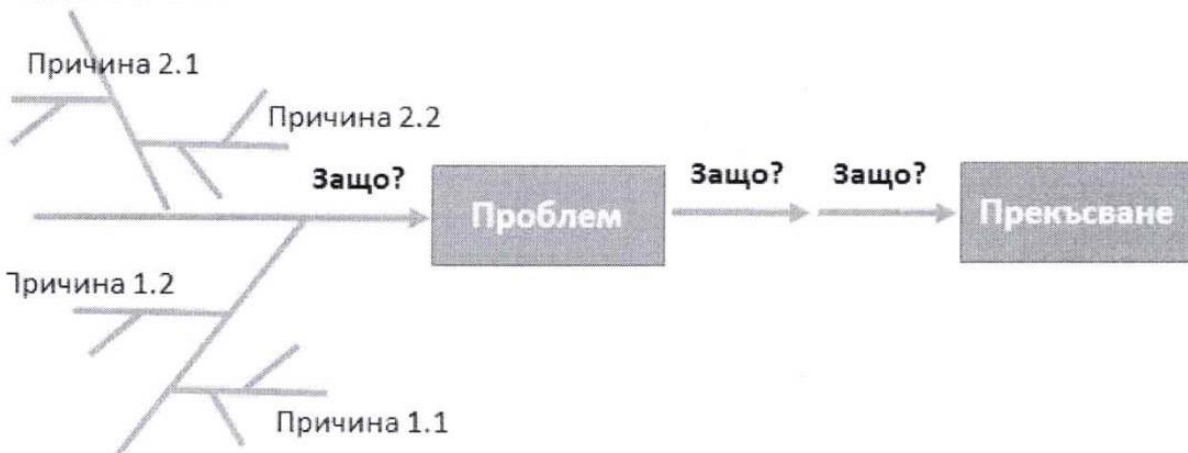 Причина 2.1
Причина 2.2
Защо?
Проблем
Защо?
Защо?
Прекъсване
Причина 1.2
Причина 1.1